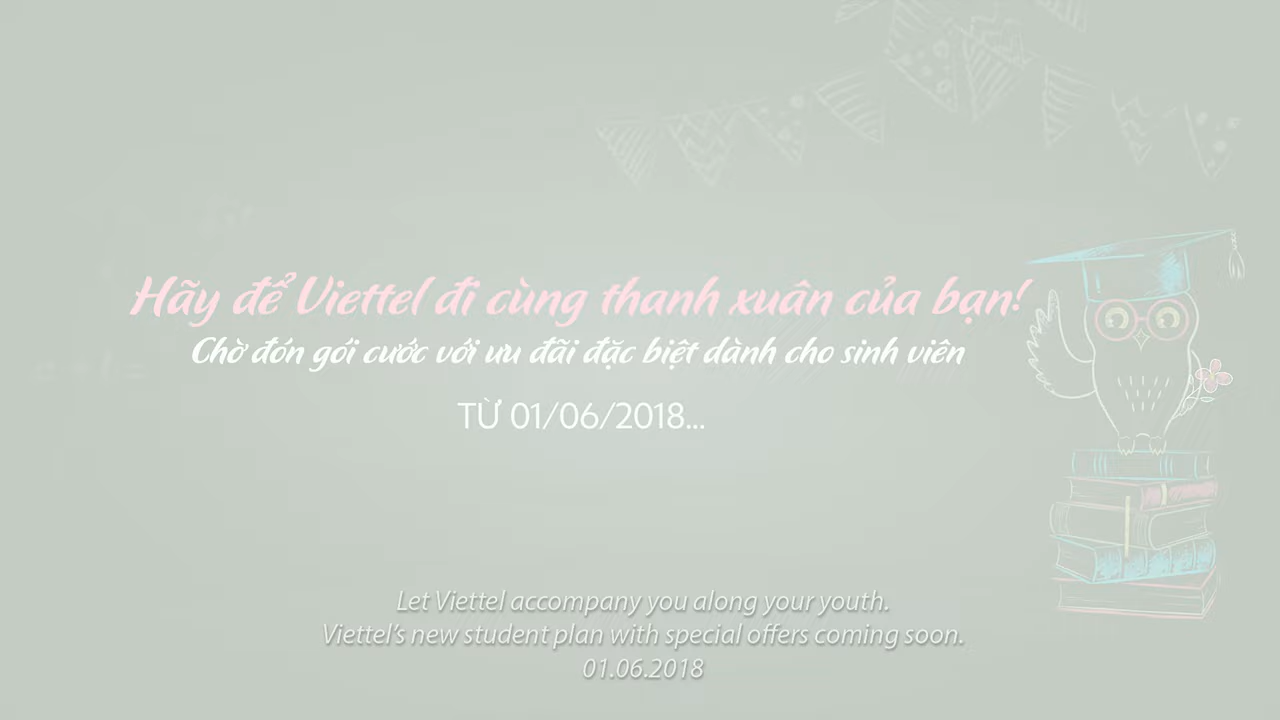 Hãy để Viettel đi cùng thanh xuân của bạn!
Chờ đón gói cước với ưu đãi đặc biệt dành cho sinh viên
TỪ 01/06/2018...
Let Viettel accompany you along your youth.
Viettel's new student plan with special offers coming soon.
01.06.2018